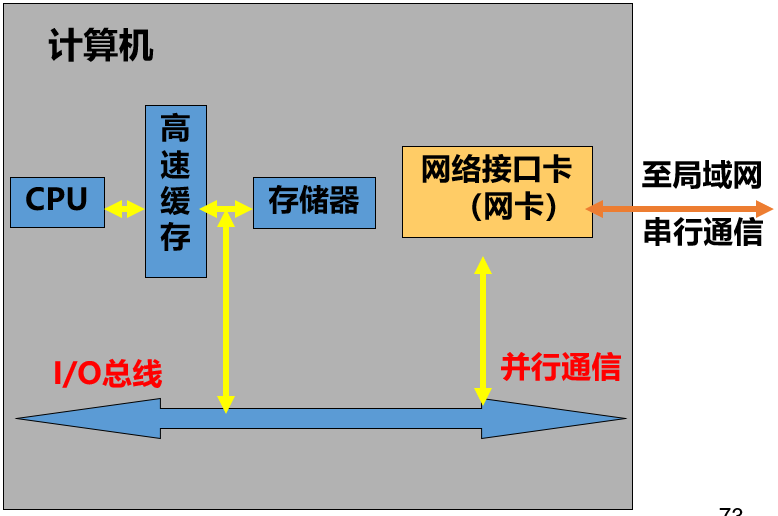 计算机
高
速
缓
存
CPU
存储器
网络接口卡
（网卡）
至局域网
串行通信
I/O总线
并行通信
73